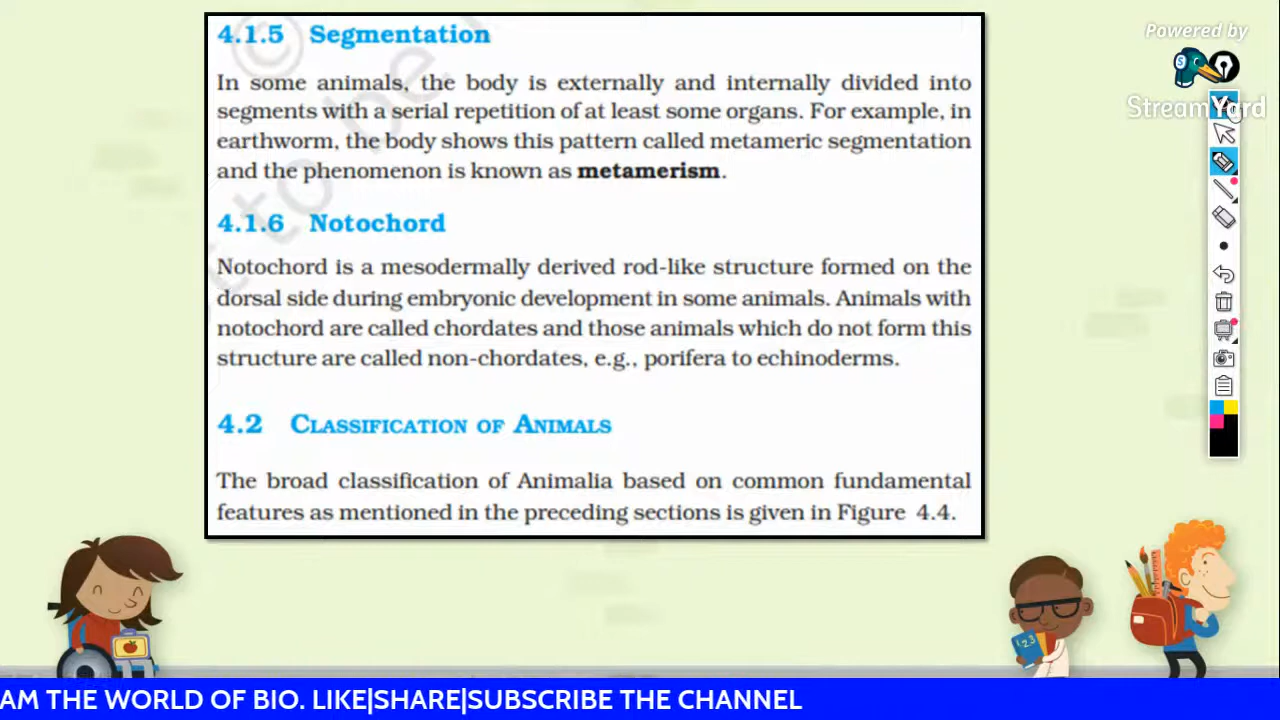 Powered by
StreamYard
4.1.5 Segmentation
In some animals, the body is externally and internally divided into
segments with a serial repetition of at least some organs. For example, in
earthworm, the body shows this pattern called metameric segmentation
and the phenomenon is known as metamerism.
4.1.6 Notochord
Notochord is a mesodermally derived rod-like structure formed on the
dorsal side during embryonic development in some animals. Animals with
notochord are called chordates and those animals which do not form this
structure are called non-chordates, e.g., porifera to echinoderms.
4.2 CLASSIFICATION OF ANIMALS
The broad classification of Animalia based on common fundamental
features as mentioned in the preceding sections is given in Figure 4.4.
123
AM THE WORLD OF BIO. LIKE|SHARE|SUBSCRIBE THE CHANNEL